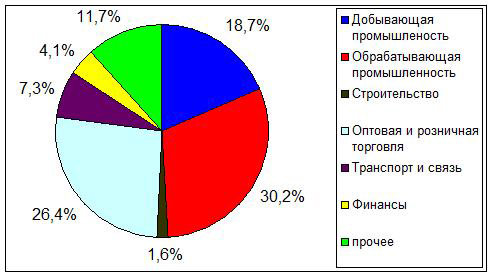 11,7%
18,7%
4,1%
7,3%
26,4%
30,2%
1,6%
Добывающая
промышленость
Обрабатывающая
промышленность
Строительство
Оптовая и розничная
торговля
Транспорт и связь
Финансы
прочее